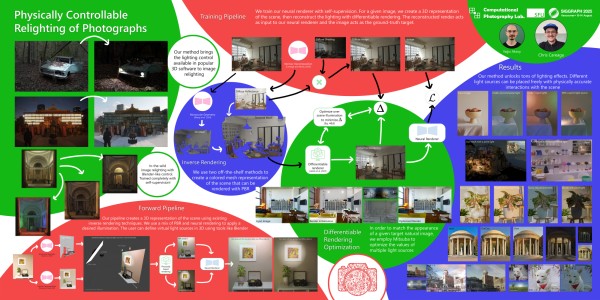 Physically Controllable
Relighting of Photographs
Our method brings
the lighting control
available in popular
3D software to image
relighting
In-the-wild
image relighting with
Blender-like control.
Trained completely with
self-supervision!
Training Pipeline
We train our neural renderer with self-supervision. For a given image, we create a 3D representation
of the scene, then reconstruct the lighting with differentiable rendering. The reconstructed render acts
as input to our neural renderer and the image acts as the ground-truth target.
Computational
Photography Lab.
SFU
SIGGRAPH 2025
Vancouver
Chris Careaga
Results
Our method unlocks tons of lighting effects. Different
light sources can be placed freely with physically accurate
interactions with the scene
Inverse Rendering
We use two off-the-shelf methods
to create a colored mesh representation
of the scene that can be
rendered with PBR
Optimize over
scene illumination
to minimize Δ
Δ
ℒ
Differentiable
Renderer
Neural Renderer
Forward Pipeline
Our pipeline creates a 3D representation of the scene using existing
inverse rendering techniques. We use a mix of PBR and neural rendering to apply a
desired illumination. The user can define virtual light sources in 3D using tools like Blender
Differentiable
Rendering
Optimization
In order to match the appearance
of a given target natural image,
we employ Mitsuba to
optimize the values of
multiple light sources